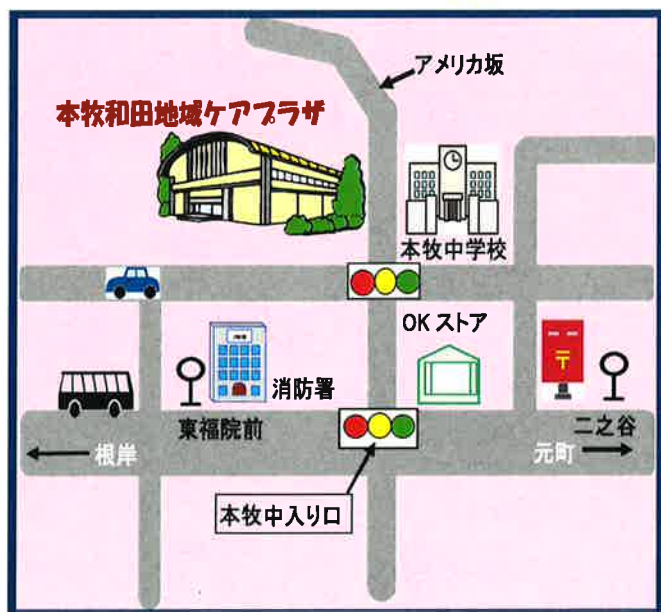 アメリカ坂
本牧和田地域ケアプラザ
本牧中学校
OKストア
消防署
〒
東福院前
二之谷
根岸
元町
本牧中入り口